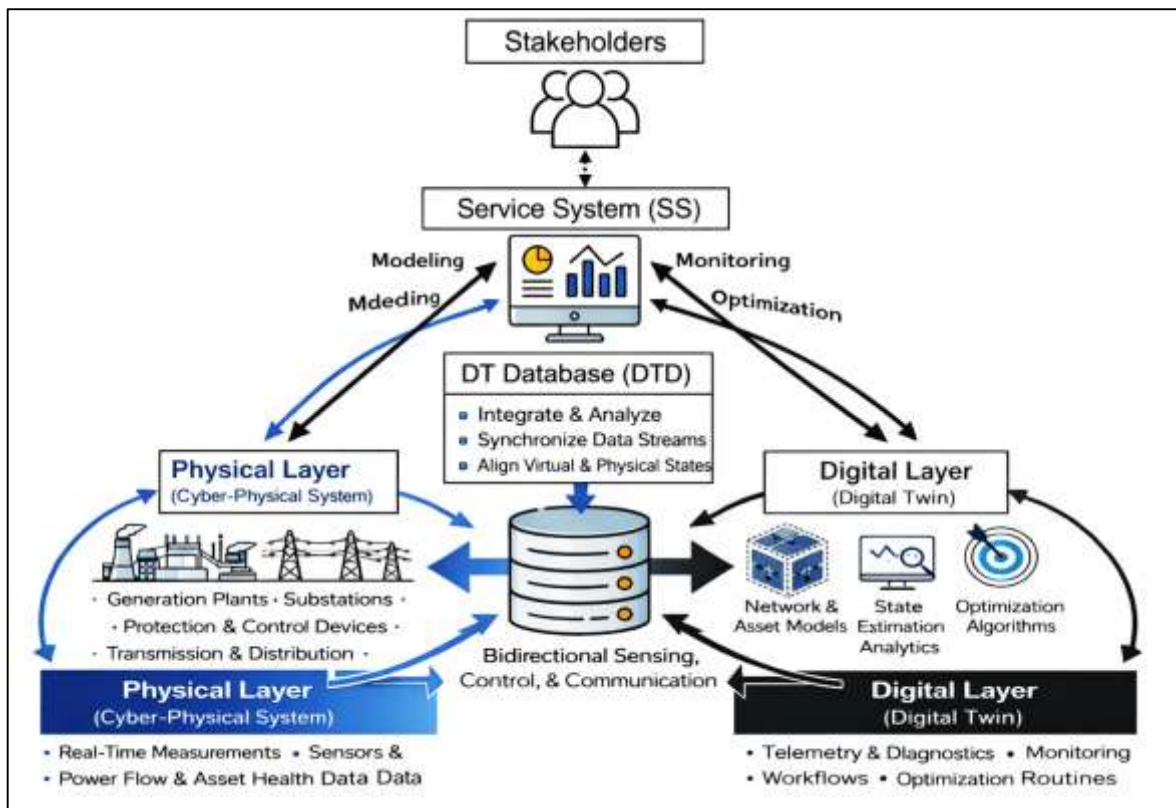 Stakeholders
Service System (SS)
Modeling
Mdeding
Monitoring
Optimization
DT Database (DTD)
Integrate & Analyze
Synchronize Data Streams
Align Virtual & Physical States
Physical Layer
(Cyber-Physical System)
· Generation Plants · Substations ·
· Protection & Control Devices ·
· Transmission & Distribution ·
Digital Layer
(Digital Twin)
Network &
Asset Models
State
Estimation
Analytics
Optimization
Algorithms
Bidirectional Sensing,
Control, & Communication
Physical Layer
(Cyber-Physical System)
• Real-Time Measurements • Sensors &
• Power Flow & Asset Health Data Data
Digital Layer
(Digital Twin)
• Telemetry & Dlagnostics • Monitoring
• Workflows • Optimization Routines